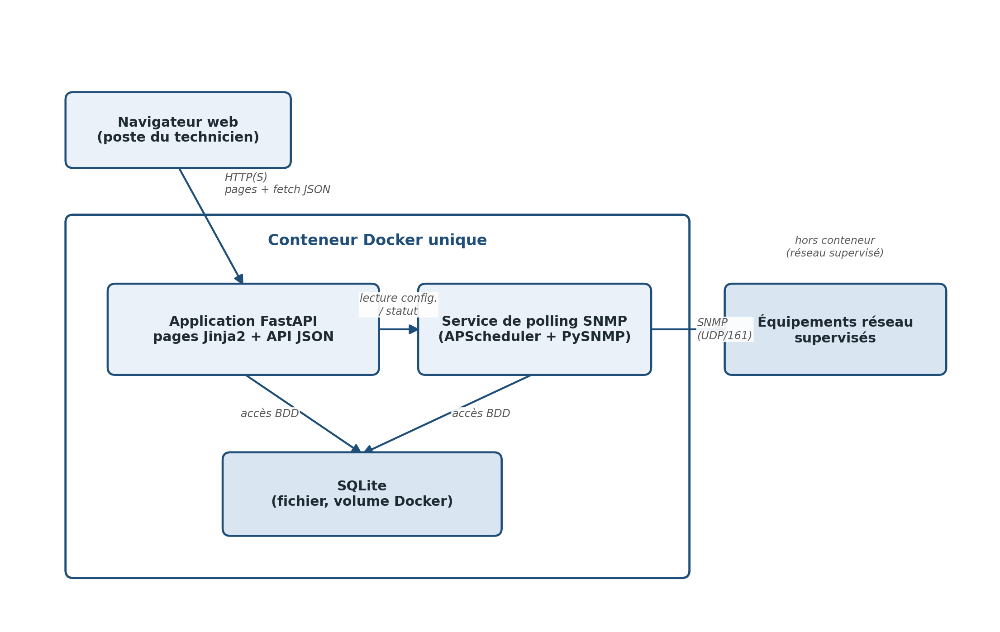 Navigateur web
(poste du technicien)
HTTP(S)
pages + fetch JSON
Conteneur Docker unique
hors conteneur
(réseau supervisé)
lecture config.
/ statut
Application FastAPI
pages Jinja2 + API JSON
Service de polling SNMP
(APScheduler + PySNMP)
SNMP
(UDP/161)
Équipements réseau
supervisés
accès BDD
accès BDD
SQLite
(fichier, volume Docker)